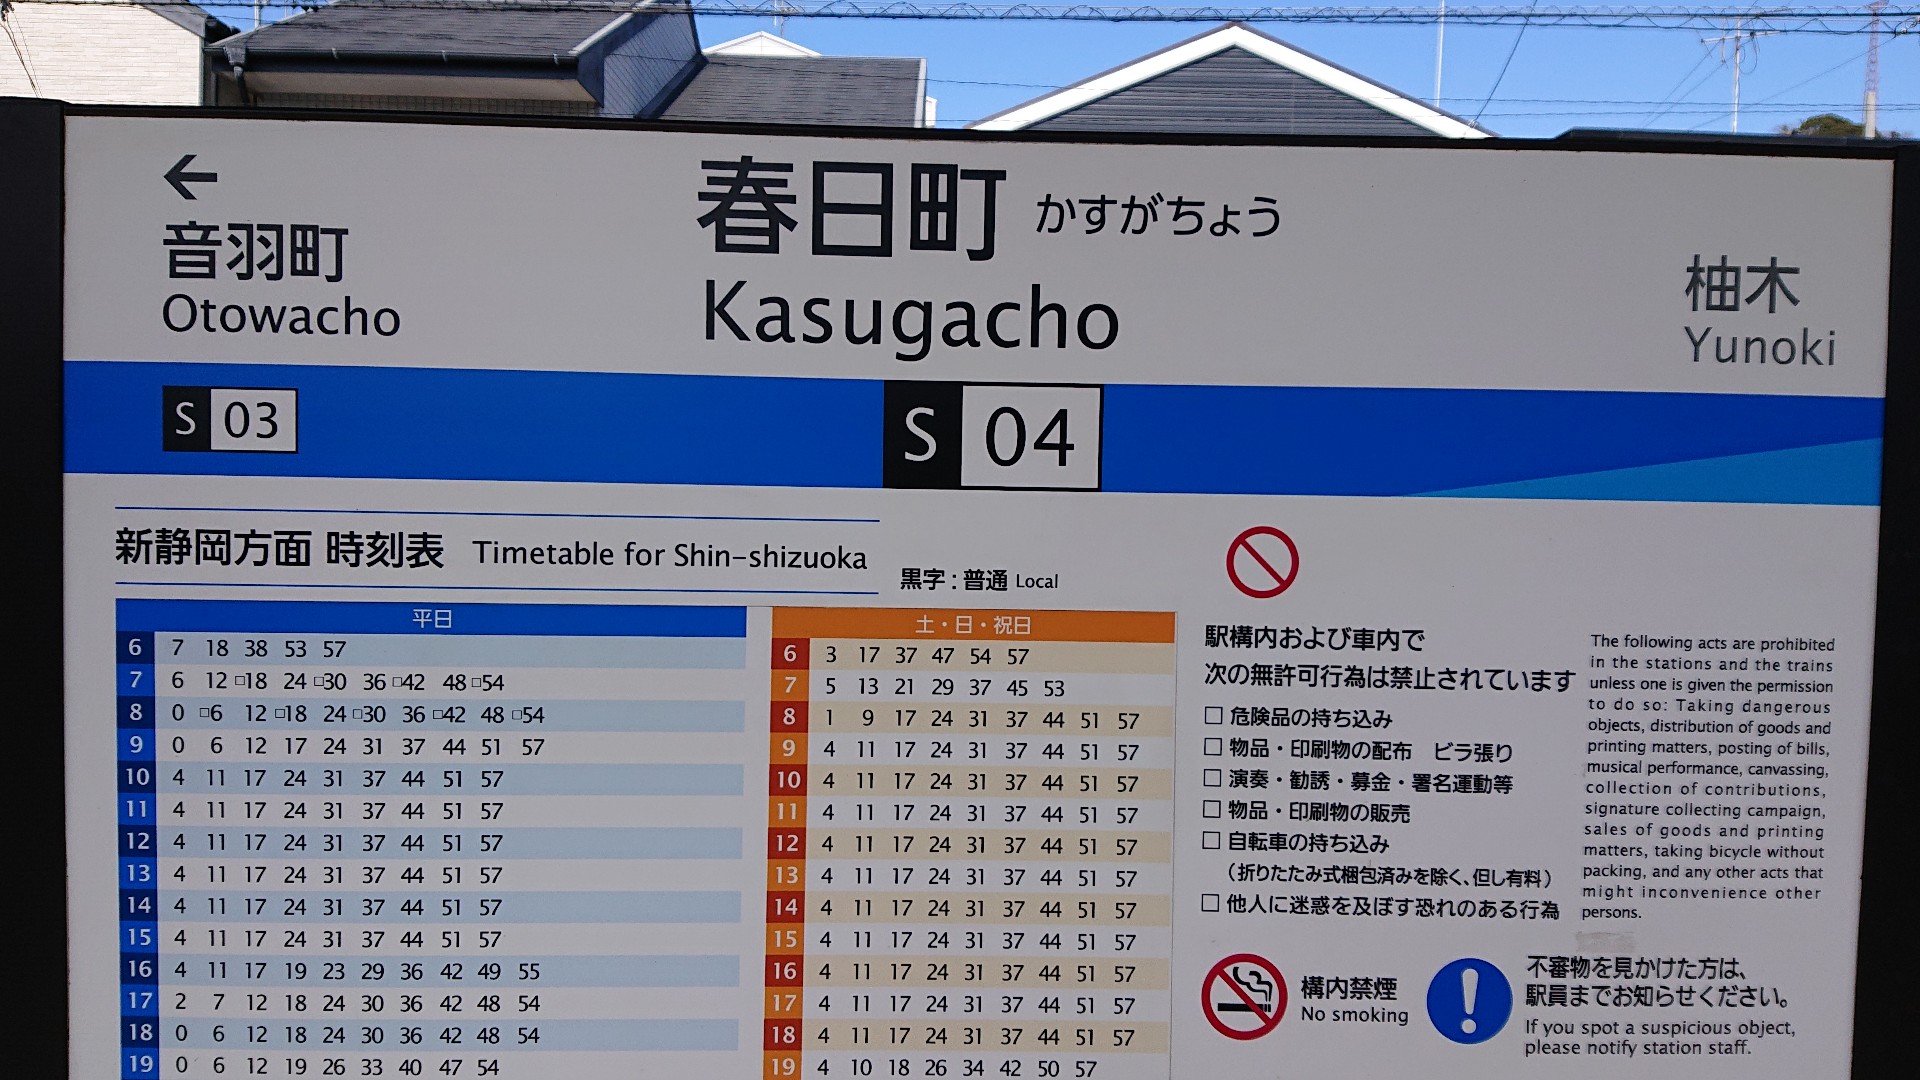 ←
音羽町
Otowacho
春日町 かすがちょう
Kasugacho
柚木
Yunoki
S 03
S 04
新静岡方面 時刻表 Timetable for Shin-shizuoka
黒字：普通 Local
平日
6 7 18 38 53 57
7 6 12 □18 24 □30 36 □42 48 □54
8 0 □6 12 □18 24 □30 36 □42 48 □54
9 0 6 12 17 24 31 37 44 51 57
10 4 11 17 24 31 37 44 51 57
11 4 11 17 24 31 37 44 51 57
12 4 11 17 24 31 37 44 51 57
13 4 11 17 24 31 37 44 51 57
14 4 11 17 24 31 37 44 51 57
15 4 11 17 24 31 37 44 51 57
16 4 11 17 19 23 29 36 42 49 55
17 2 7 12 18 24 30 36 42 48 54
18 0 6 12 18 24 30 36 42 48 54
19 0 6 12 19 26 33 40 47 54
土・日・祝日
6 3 17 37 47 54 57
7 5 13 21 29 37 45 53
8 1 9 17 24 31 37 44 51 57
9 4 11 17 24 31 37 44 51 57
10 4 11 17 24 31 37 44 51 57
11 4 11 17 24 31 37 44 51 57
12 4 11 17 24 31 37 44 51 57
13 4 11 17 24 31 37 44 51 57
14 4 11 17 24 31 37 44 51 57
15 4 11 17 24 31 37 44 51 57
16 4 11 17 24 31 37 44 51 57
17 4 11 17 24 31 37 44 51 57
18 4 11 17 24 31 37 44 51 57
19 4 10 18 26 34 42 50 57
駅構内および車内で
次の無許可行為は禁止されています
□ 危険品の持ち込み
□ 物品・印刷物の配布 ビラ張り
□ 演奏・勧誘・募金・署名運動等
□ 物品・印刷物の販売
□ 自転車の持ち込み
（折りたたみ式梱包済みを除く、但し有料）
□ 他人に迷惑を及ぼす恐れのある行為
The following acts are prohibited
in the stations and the trains
unless one is given the permission
to do so: Taking dangerous
objects, distribution of goods and
printing matters, posting of bills,
musical performance, canvassing,
collection of contributions,
signature collecting campaign,
sales of goods and printing
matters, taking bicycle without
packing, and any other acts that
might inconvenience other
persons.
構内禁煙
No smoking
不審物を見かけた方は、
駅員までお知らせください。
If you spot a suspicious object,
please notify station staff.